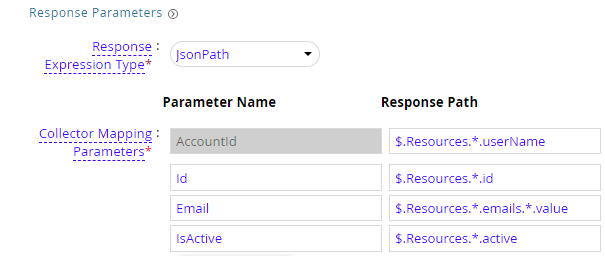 Response Parameters
Response :
Expression Type*
JsonPath
Parameter Name Response Path
Collector Mapping :
Parameters*
AccountId $.Resources.*.userName
Id $.Resources.*.id
Email $.Resources.*.emails.*.value
IsActive $.Resources.*.active